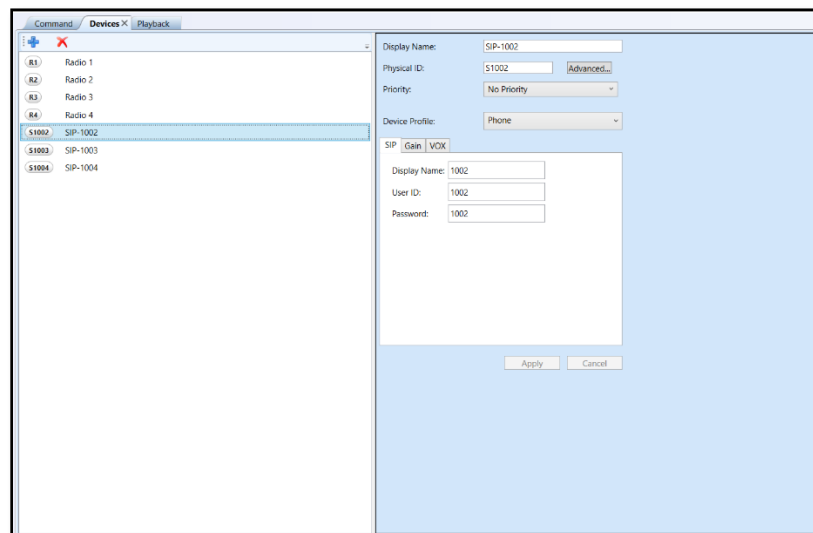 Command Devices Playback
R1 Radio 1
R2 Radio 2
R3 Radio 3
R4 Radio 4
S1002 SIP-1002
S1003 SIP-1003
S1004 SIP-1004
Display Name: SIP-1002
Physical ID: S1002 Advanced...
Priority: No Priority
Device Profile: Phone
SIP Gain VOX
Display Name: 1002
User ID: 1002
Password: 1002
Apply Cancel